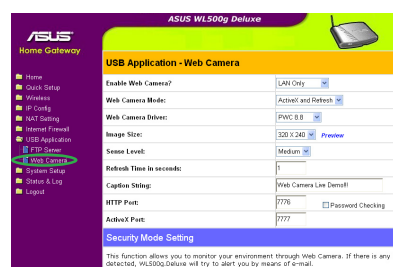 ASUS WL500g Deluxe
ASUS
Home Gateway
Home
Quick Setup
Wireless
IP Config
NAT Setting
Internet Firewall
USB Application
FTP Server
Web Camera
System Setup
Status & Log
Logout
USB Application - Web Camera
Enable Web Camera? LAN Only
Web Camera Mode: ActiveX and Refresh
Web Camera Driver: PWC 8.8
Image Size: 320 X 240 Preview
Sense Level: Medium
Refresh Time in seconds: 1
Caption String: Web Camera Live Demo!!!
HTTP Port: 7776 Password Checking
ActiveX Port: 7777
Security Mode Setting
This function allows you to monitor your environment through Web Camera. If there is any
detected, WL500g.Deluxe will try to alert you by means of e-mail.